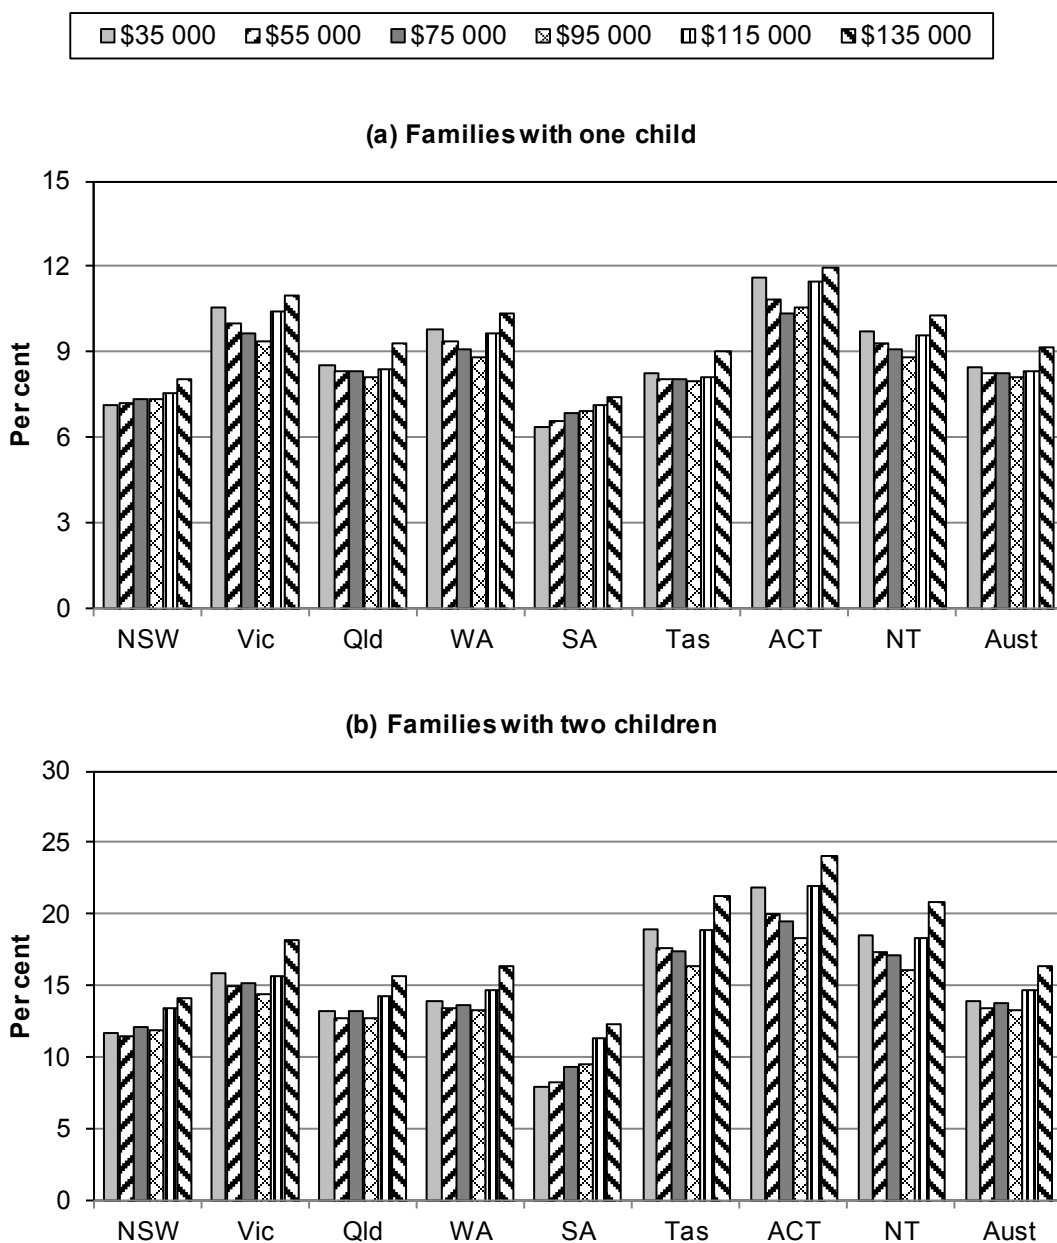 $35 000 $55 000 $75 000 $95 000 $115 000 $135 000
(a) Families with one child
15
12
9
6
3
0
Per cent
NSW Vic Qld WA SA Tas ACT NT Aust
(b) Families with two children
30
25
20
15
10
5
0
Per cent
NSW Vic Qld WA SA Tas ACT NT Aust